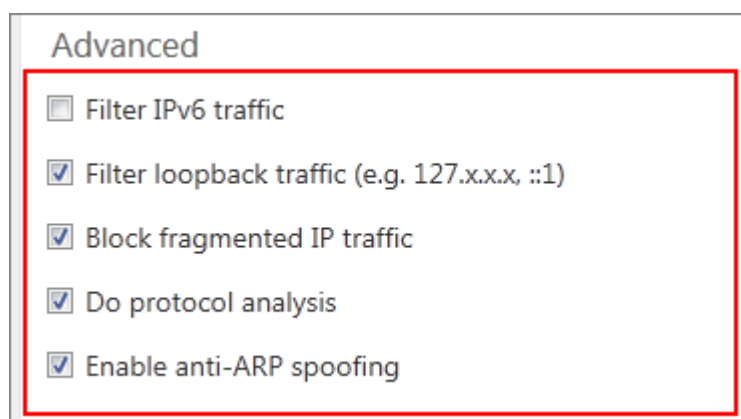 Advanced
Filter IPv6 traffic
Filter loopback traffic (e.g. 127.x.x.x, ::1)
Block fragmented IP traffic
Do protocol analysis
Enable anti-ARP spoofing